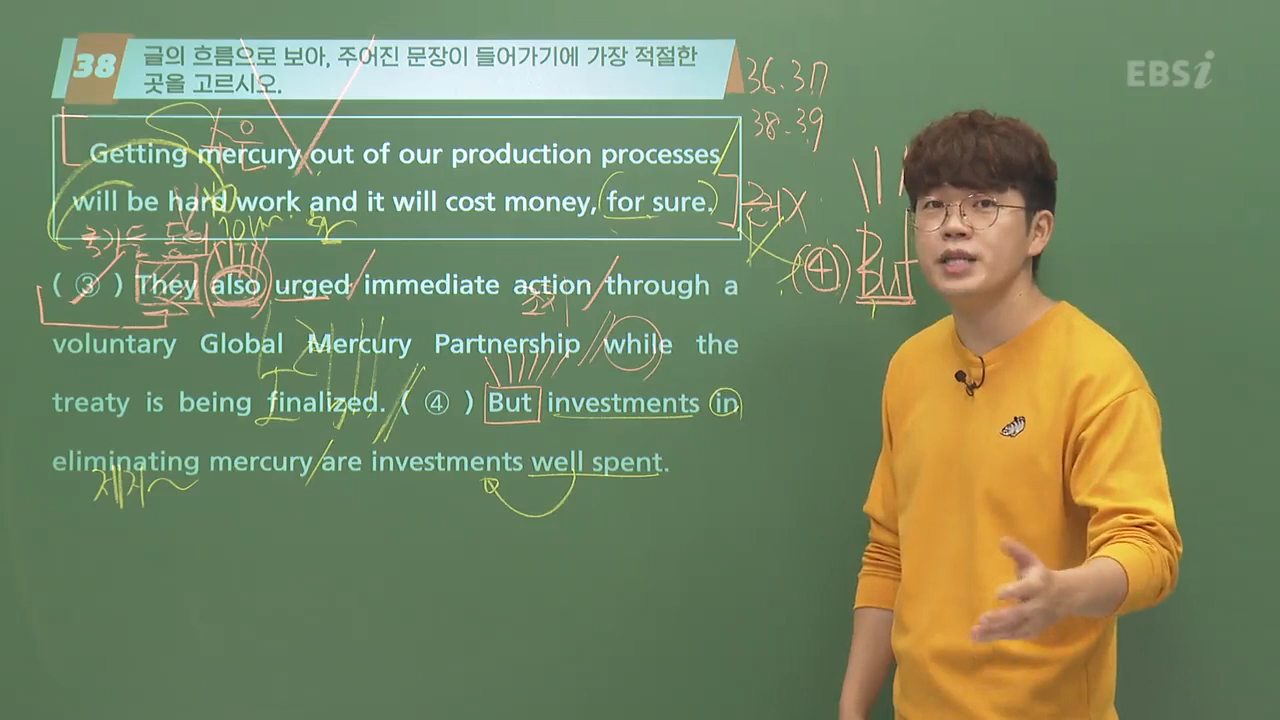 38 글의 흐름으로 보아, 주어진 문장이 들어가기에 가장 적절한
곳을 고르시오.
EBSi
36.37
38.39
Getting mercury out of our production processes
will be hard work and it will cost money, for sure.
(④) But
( ③ ) They also urged immediate action through a
voluntary Global Mercury Partnership while the
treaty is being finalized. ( ④ ) But investments in
eliminating mercury are investments well spent.